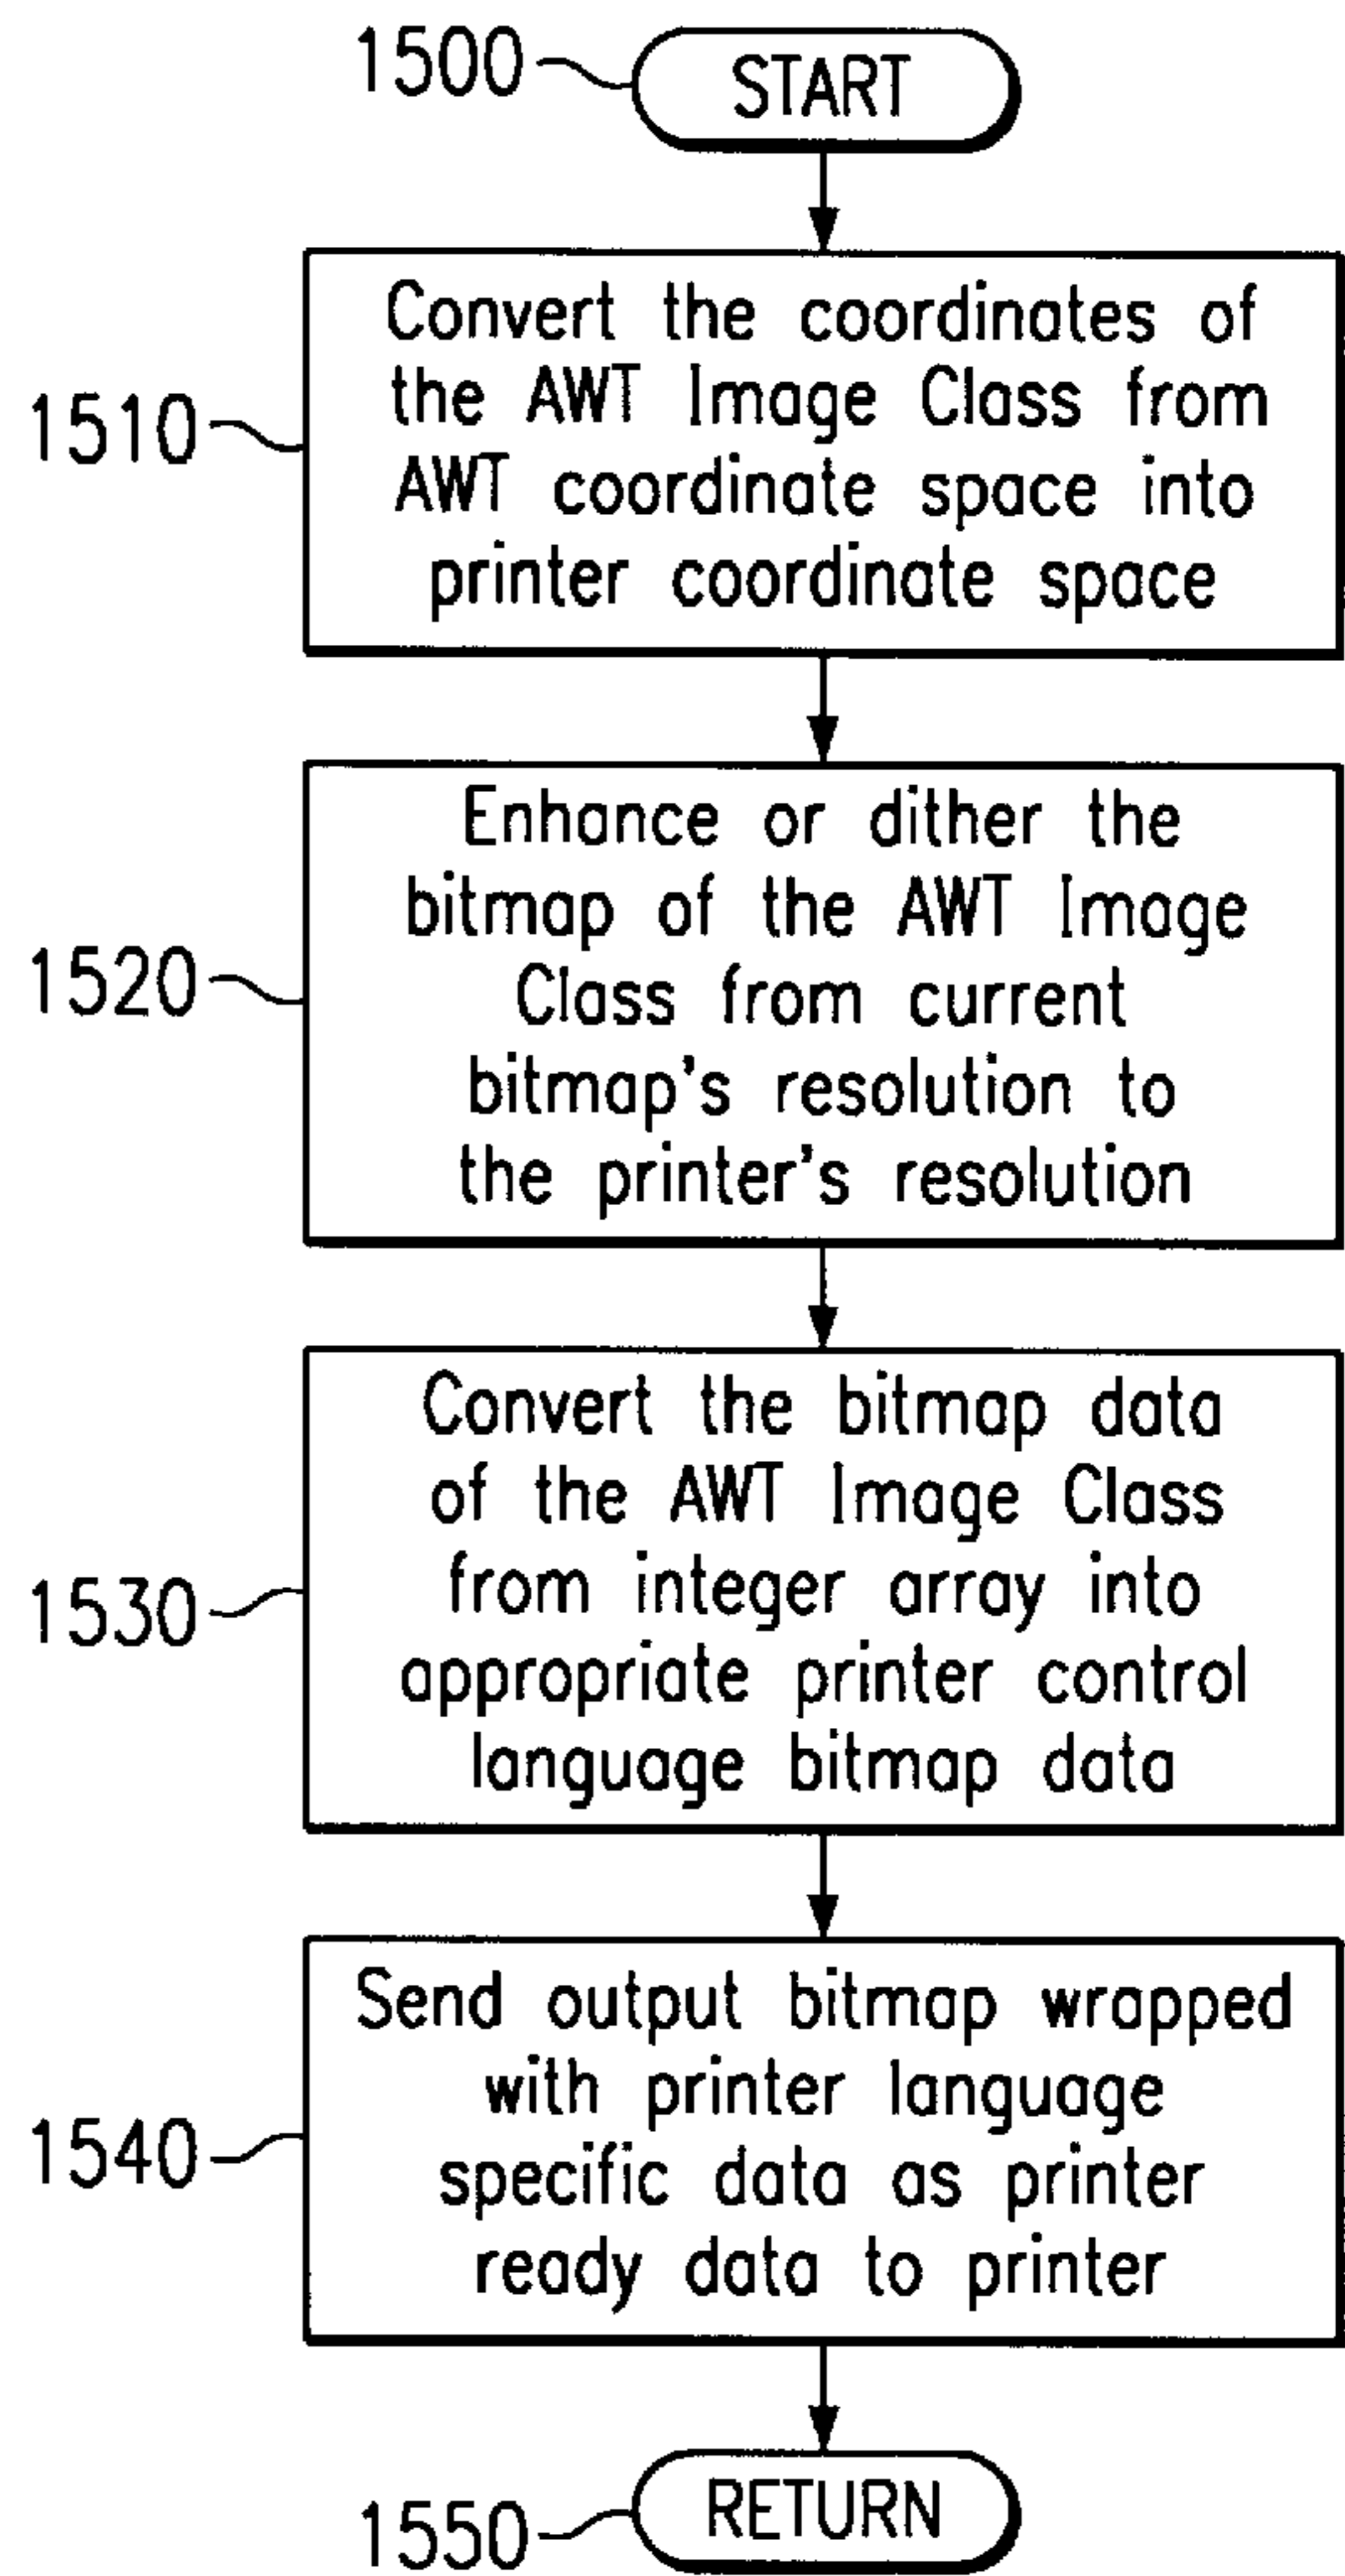 1500
START
1510
Convert the coordinates of
the AWT Image Class from
AWT coordinate space into
printer coordinate space
1520
Enhance or dither the
bitmap of the AWT Image
Class from current
bitmap's resolution to
the printer's resolution
1530
Convert the bitmap data
of the AWT Image Class
from integer array into
appropriate printer control
language bitmap data
1540
Send output bitmap wrapped
with printer language
specific data as printer
ready data to printer
1550
RETURN